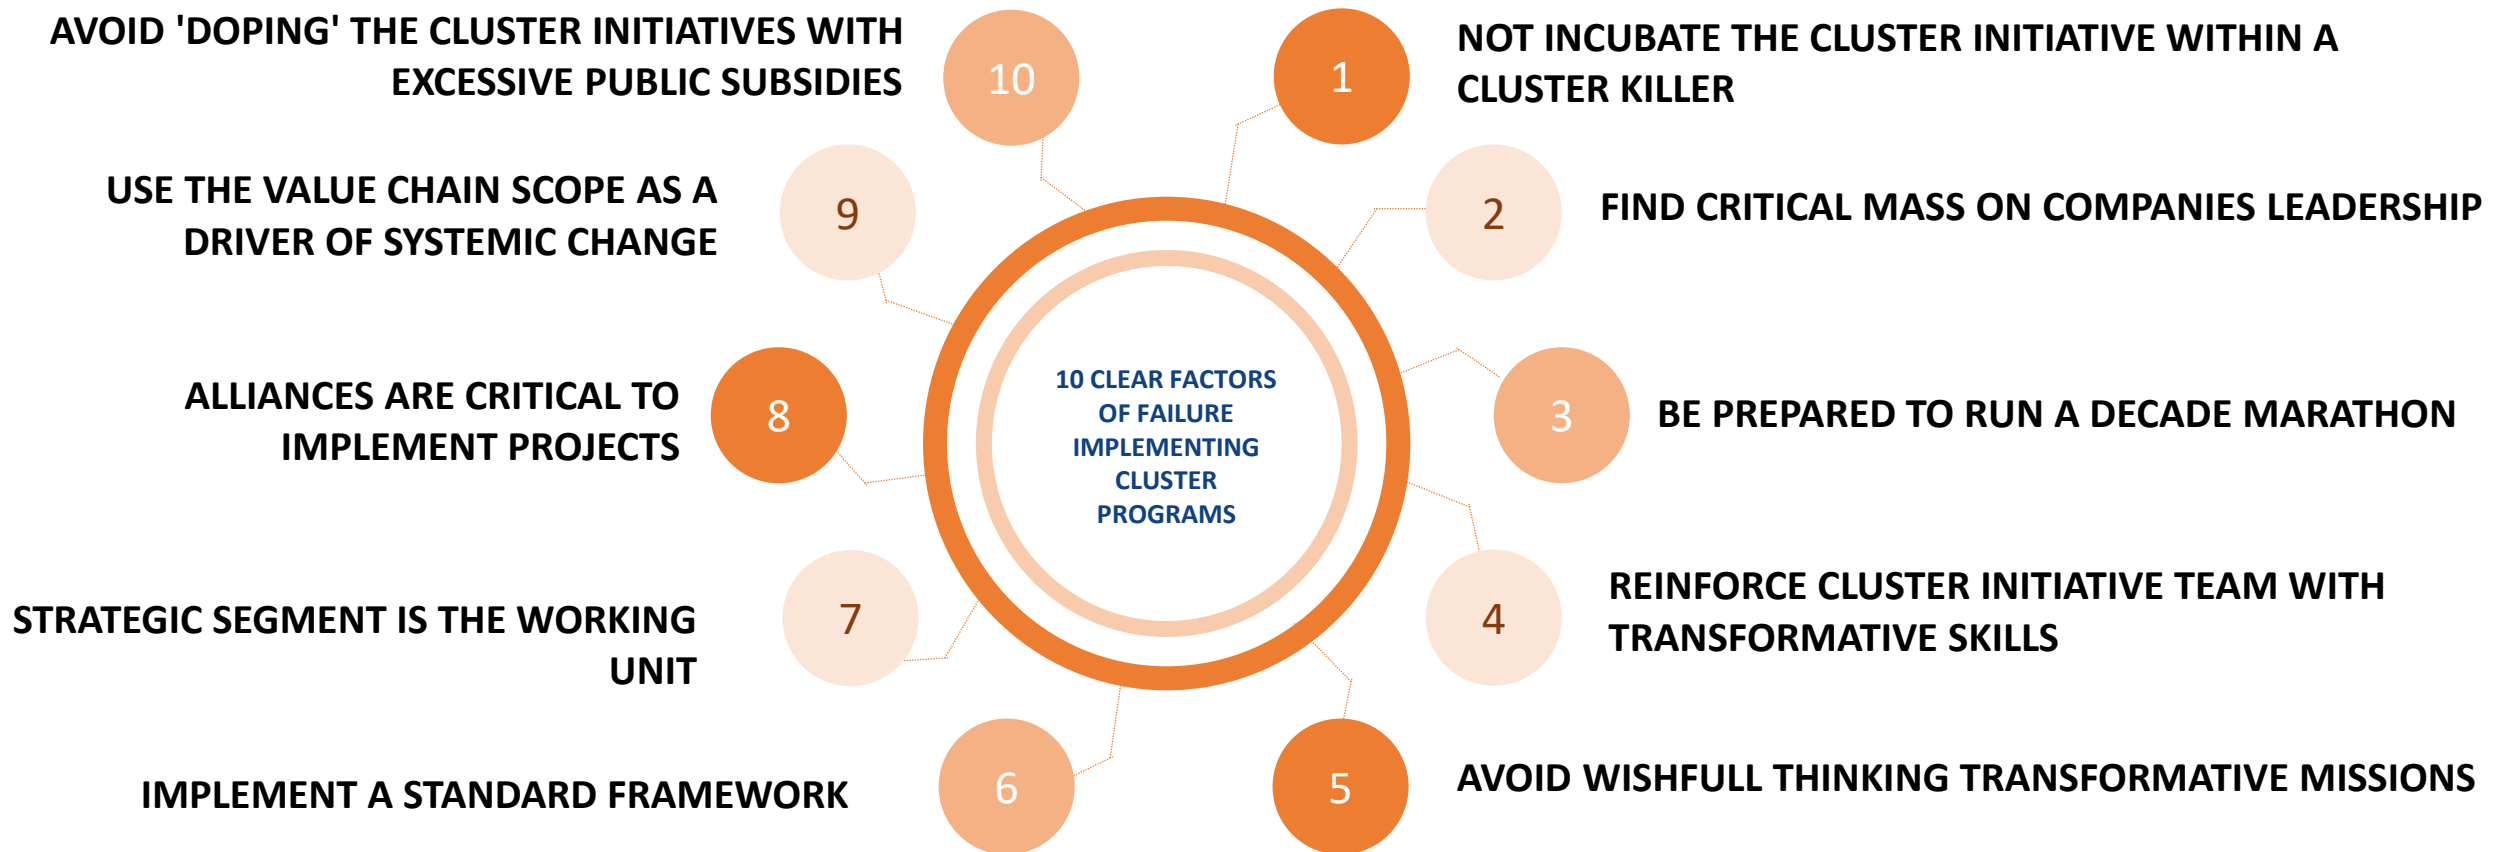 10 CLEAR FACTORS
OF FAILURE
IMPLEMENTING
CLUSTER
PROGRAMS
1
NOT INCUBATE THE CLUSTER INITIATIVE WITHIN A
CLUSTER KILLER
2
FIND CRITICAL MASS ON COMPANIES LEADERSHIP
3
BE PREPARED TO RUN A DECADE MARATHON
4
REINFORCE CLUSTER INITIATIVE TEAM WITH
TRANSFORMATIVE SKILLS
5
AVOID WISHFULL THINKING TRANSFORMATIVE MISSIONS
6
IMPLEMENT A STANDARD FRAMEWORK
7
STRATEGIC SEGMENT IS THE WORKING
UNIT
8
ALLIANCES ARE CRITICAL TO
IMPLEMENT PROJECTS
9
USE THE VALUE CHAIN SCOPE AS A
DRIVER OF SYSTEMIC CHANGE
10
AVOID 'DOPING' THE CLUSTER INITIATIVES WITH
EXCESSIVE PUBLIC SUBSIDIES